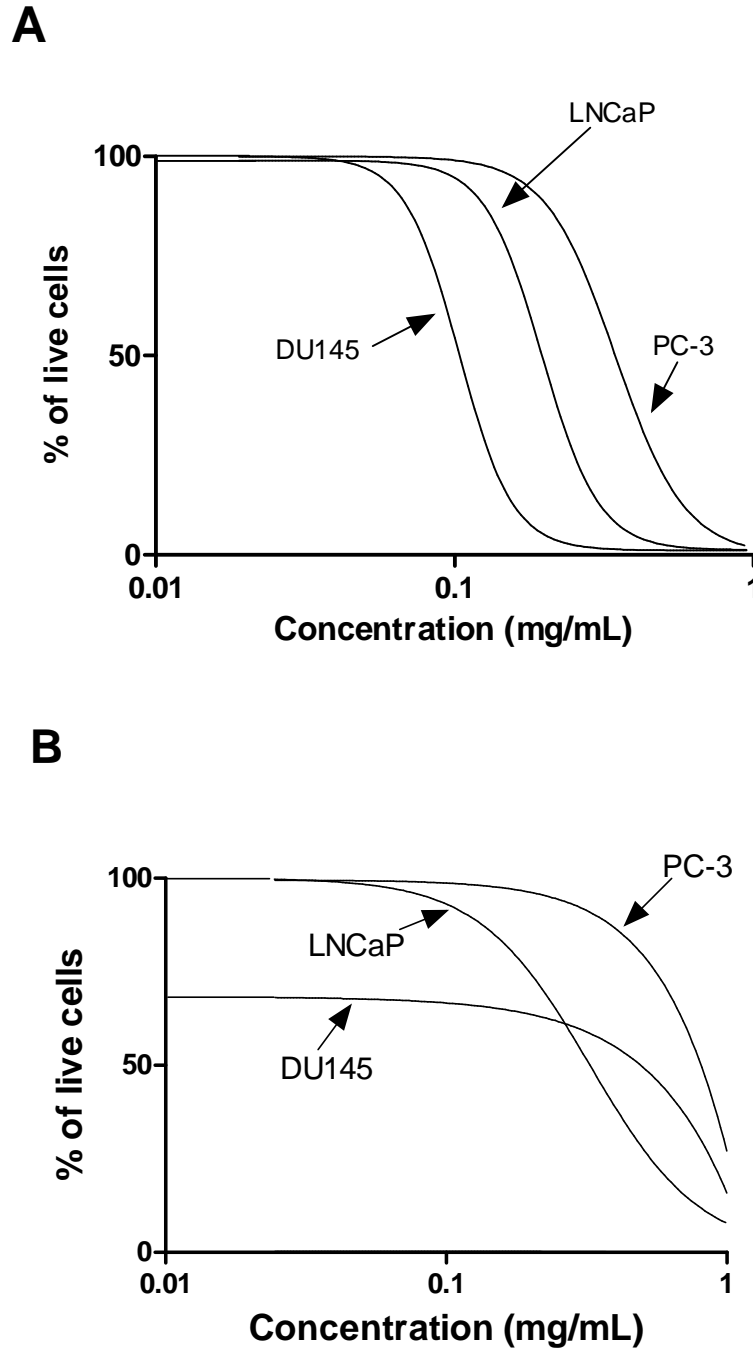 A
LNCaP
100
DU145
50
PC-3
% of live cells
0
0.01
0.1
1
Concentration (mg/mL)
B
PC-3
100
LNCaP
DU145
50
% of live cells
0
0.01
0.1
1
Concentration (mg/mL)